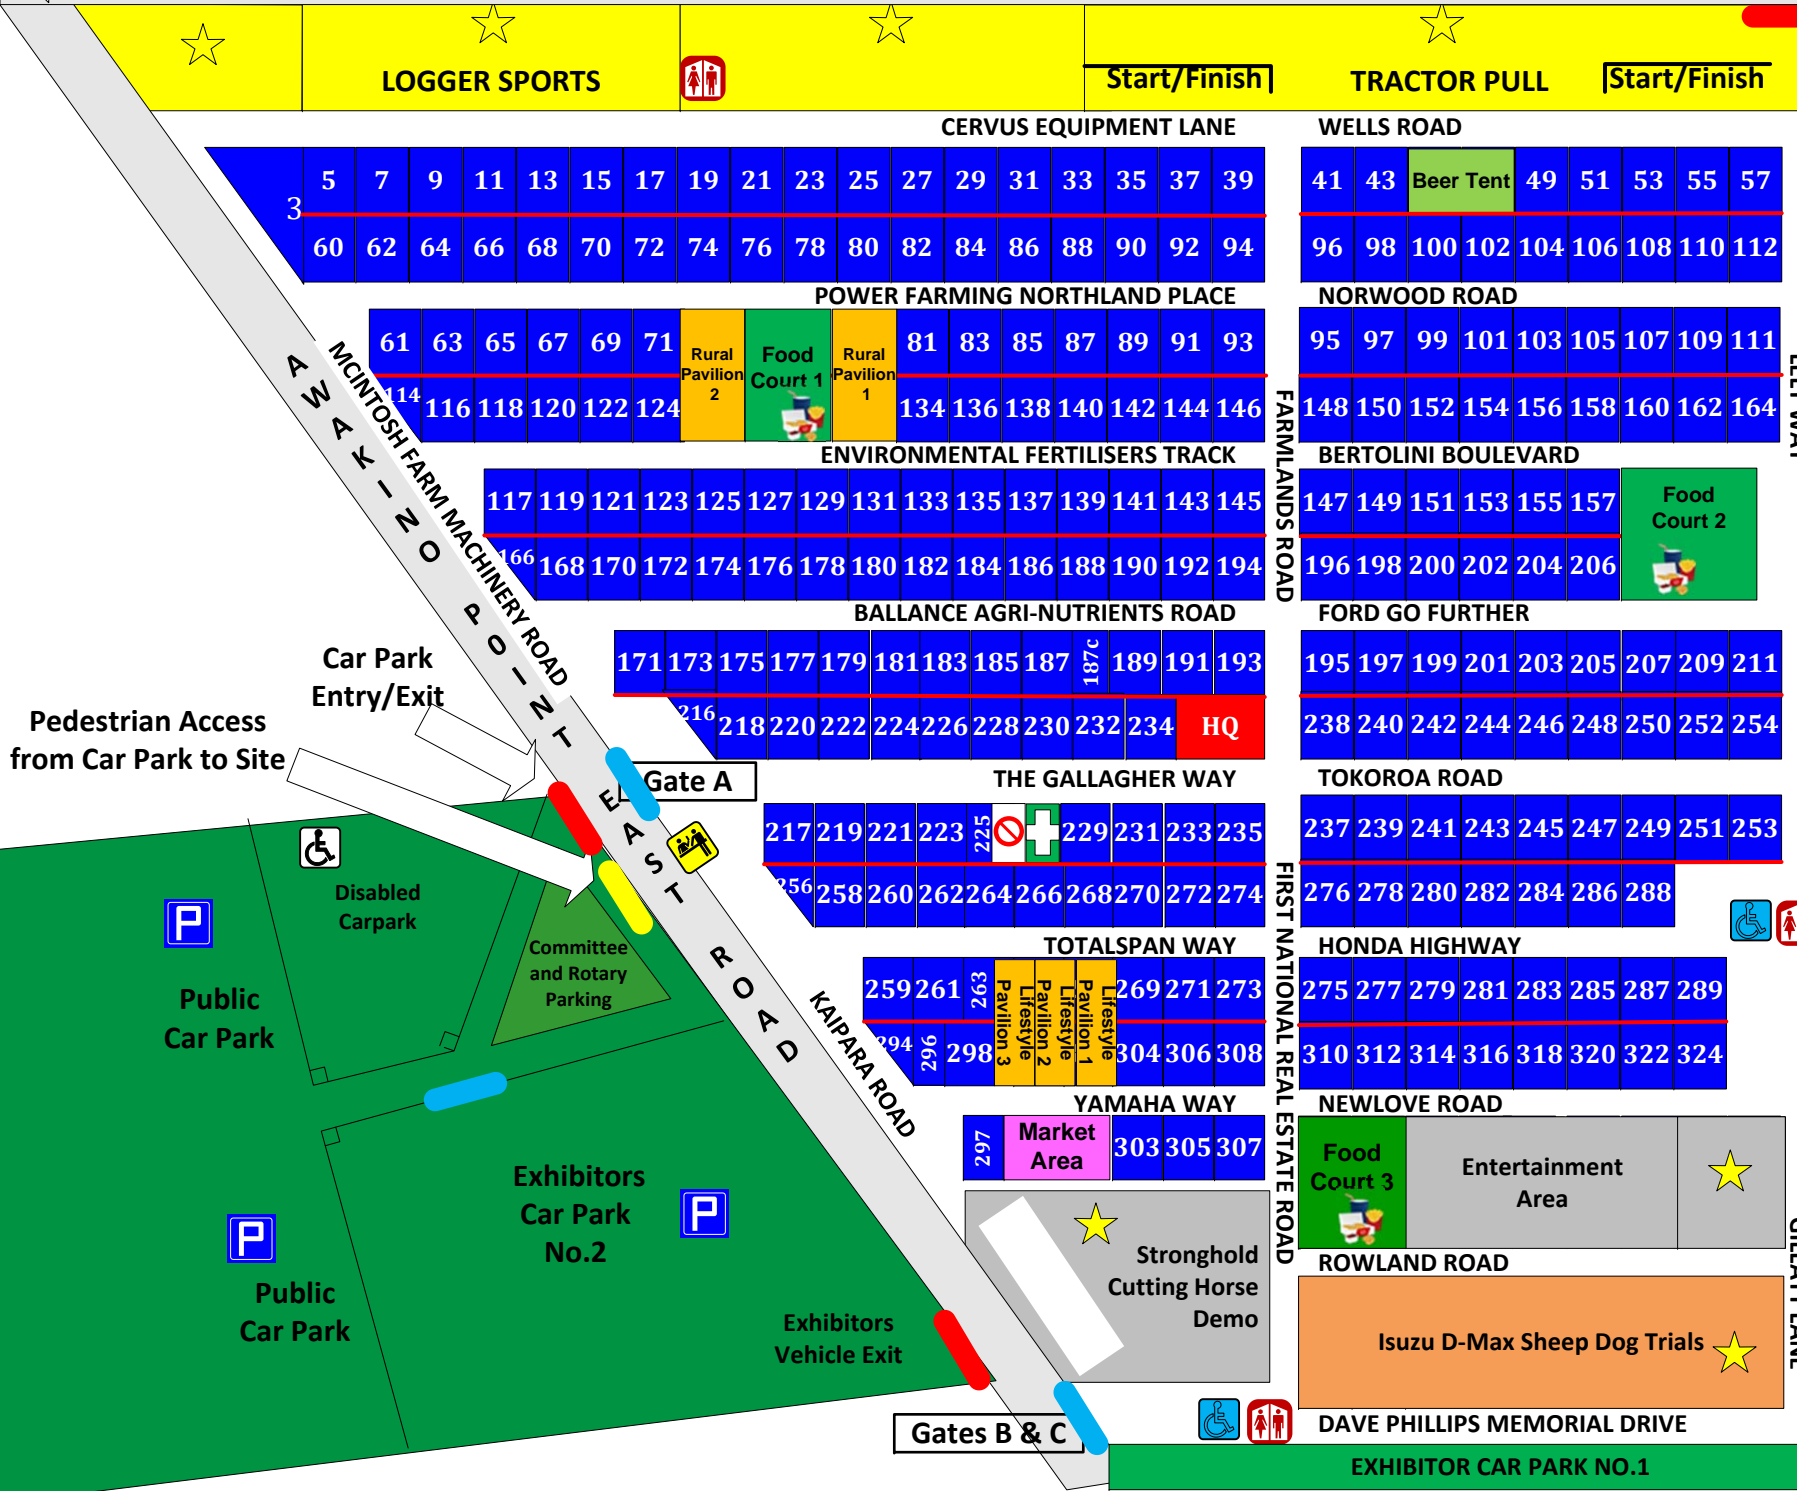 LOGGER SPORTS
Start/Finish
TRACTOR PULL
Start/Finish
CERVUS EQUIPMENT LANE
WELLS ROAD
3
5 7 9 11 13 15 17 19 21 23 25 27 29 31 33 35 37 39
41 43 Beer Tent 49 51 53 55 57
60 62 64 66 68 70 72 74 76 78 80 82 84 86 88 90 92 94
96 98 100 102 104 106 108 110 112
POWER FARMING NORTHLAND PLACE
NORWOOD ROAD
61 63 65 67 69 71
Rural
Pavilion
2
Food
Court 1
Rural
Pavilion
1
81 83 85 87 89 91 93
95 97 99 101 103 105 107 109 111
114 116 118 120 122 124
134 136 138 140 142 144 146
148 150 152 154 156 158 160 162 164
MCINTOSH FARM MACHINERY ROAD
AWAKINO POINT EAST ROAD
FARMLANDS ROAD
ENVIRONMENTAL FERTILISERS TRACK
BERTOLINI BOULEVARD
117 119 121 123 125 127 129 131 133 135 137 139 141 143 145
147 149 151 153 155 157
Food
Court 2
166 168 170 172 174 176 178 180 182 184 186 188 190 192 194
196 198 200 202 204 206
BALLANCE AGRI-NUTRIENTS ROAD
FORD GO FURTHER
171 173 175 177 179 181 183 185 187 187c 189 191 193
195 197 199 201 203 205 207 209 211
216 218 220 222 224 226 228 230 232 234 HQ
238 240 242 244 246 248 250 252 254
Car Park
Entry/Exit
Pedestrian Access
from Car Park to Site
Gate A
THE GALLAGHER WAY
TOKOROA ROAD
217 219 221 223 225 229 231 233 235
237 239 241 243 245 247 249 251 253
256 258 260 262 264 266 268 270 272 274
276 278 280 282 284 286 288
FIRST NATIONAL REAL ESTATE ROAD
Disabled
Carpark
Committee
and Rotary
Parking
P
Public
Car Park
TOTALSPAN WAY
HONDA HIGHWAY
259 261 263
Lifestyle
Pavilion 3
Lifestyle
Pavilion 2
Lifestyle
Pavilion 1
269 271 273
275 277 279 281 283 285 287 289
294 296 298
304 306 308
310 312 314 316 318 320 322 324
KAIPARA ROAD
YAMAHA WAY
NEWLOVE ROAD
297
Market
Area
303 305 307
Food
Court 3
Entertainment
Area
Exhibitors
Car Park
No.2
P
P
Public
Car Park
Stronghold
Cutting Horse
Demo
ROWLAND ROAD
Isuzu D-Max Sheep Dog Trials
Exhibitors
Vehicle Exit
Gates B & C
DAVE PHILLIPS MEMORIAL DRIVE
EXHIBITOR CAR PARK NO.1